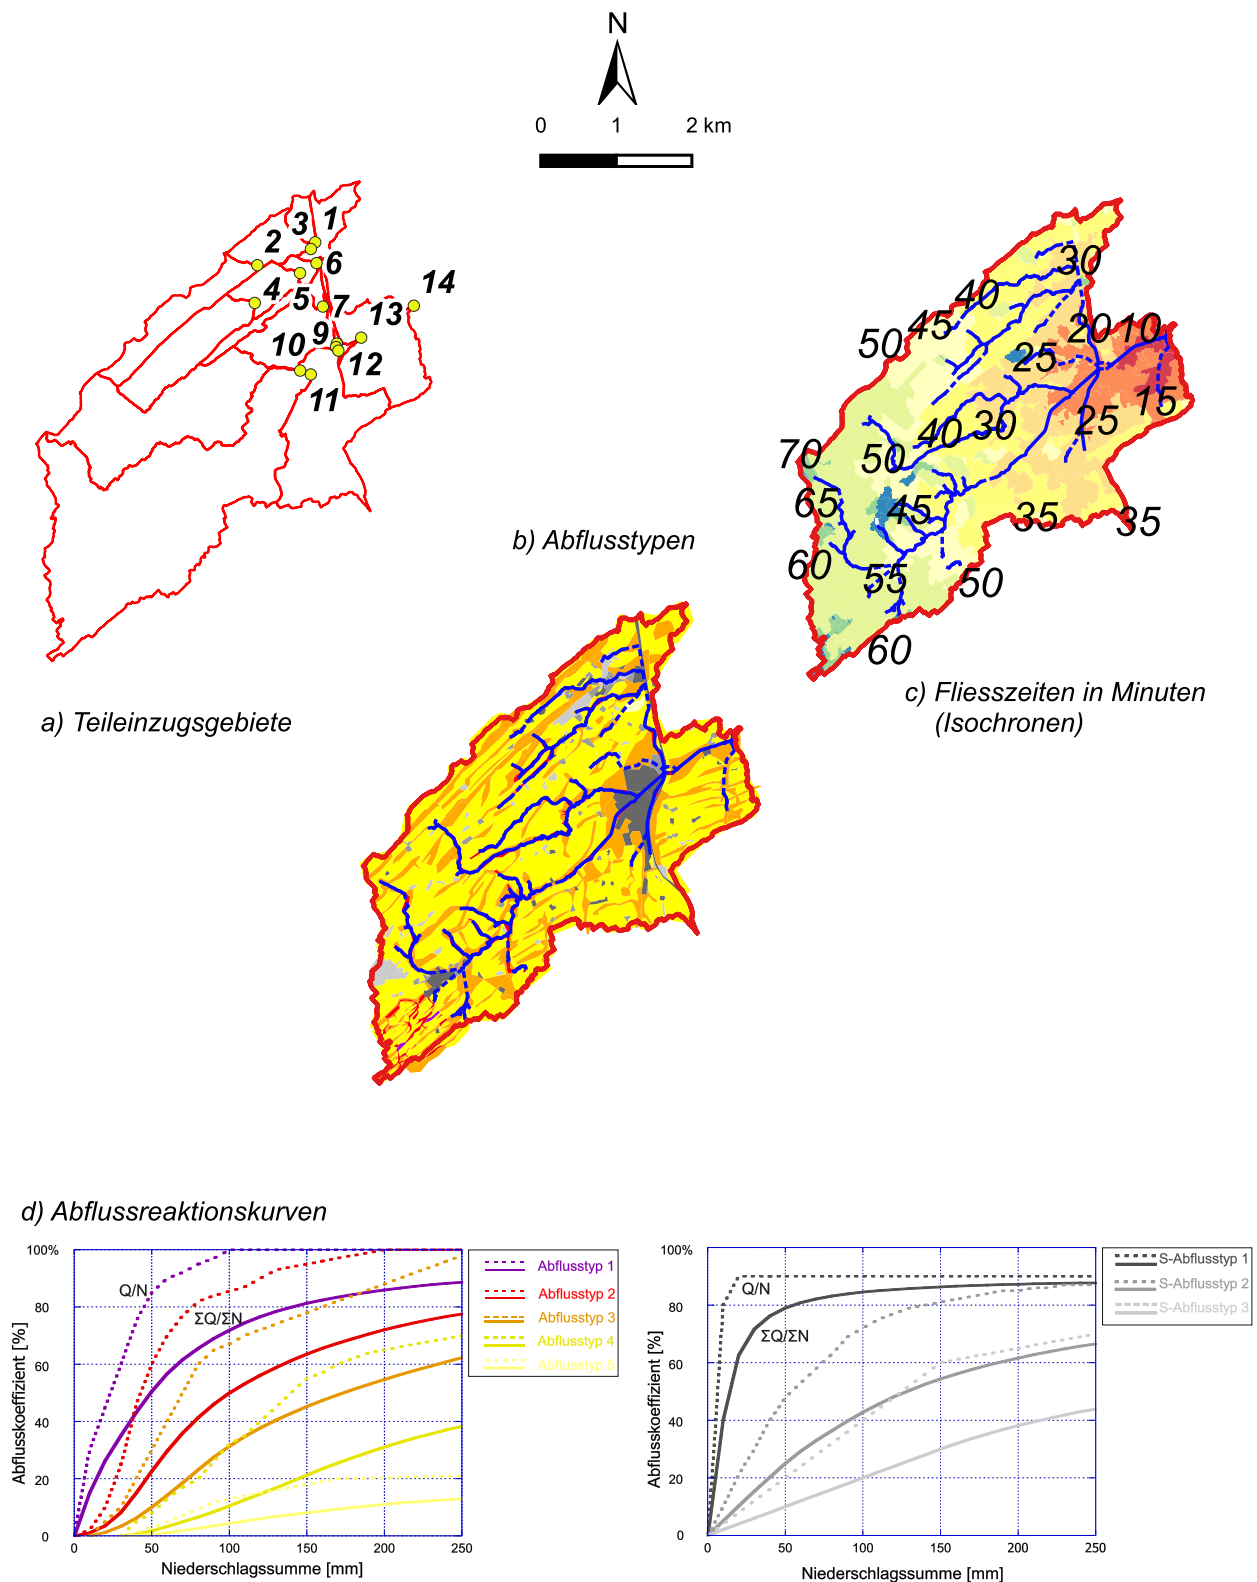 N
0 1 2 km
1
3
2
6
4
5
7
14
13
9
10
12
11
a) Teileinzugsgebiete
b) Abflusstypen
30
40
45
50
20
10
25
15
25
30
40
50
70
65
45
35
35
60
55
50
60
c) Fliesszeiten in Minuten
(Isochronen)
d) Abflussreaktionskurven
100%
80
60
40
20
0
Abflusskoeffizient [%]
Q/N
ΣQ/ΣN
0 50 100 150 200 250
Niederschlagssumme [mm]
Abflusstyp 1
Abflusstyp 2
Abflusstyp 3
Abflusstyp 4
Abflusstyp 5
100%
80
60
40
20
0
Abflusskoeffizient [%]
Q/N
ΣQ/ΣN
0 50 100 150 200 250
Niederschlagssumme [mm]
S-Abflusstyp 1
S-Abflusstyp 2
S-Abflusstyp 3